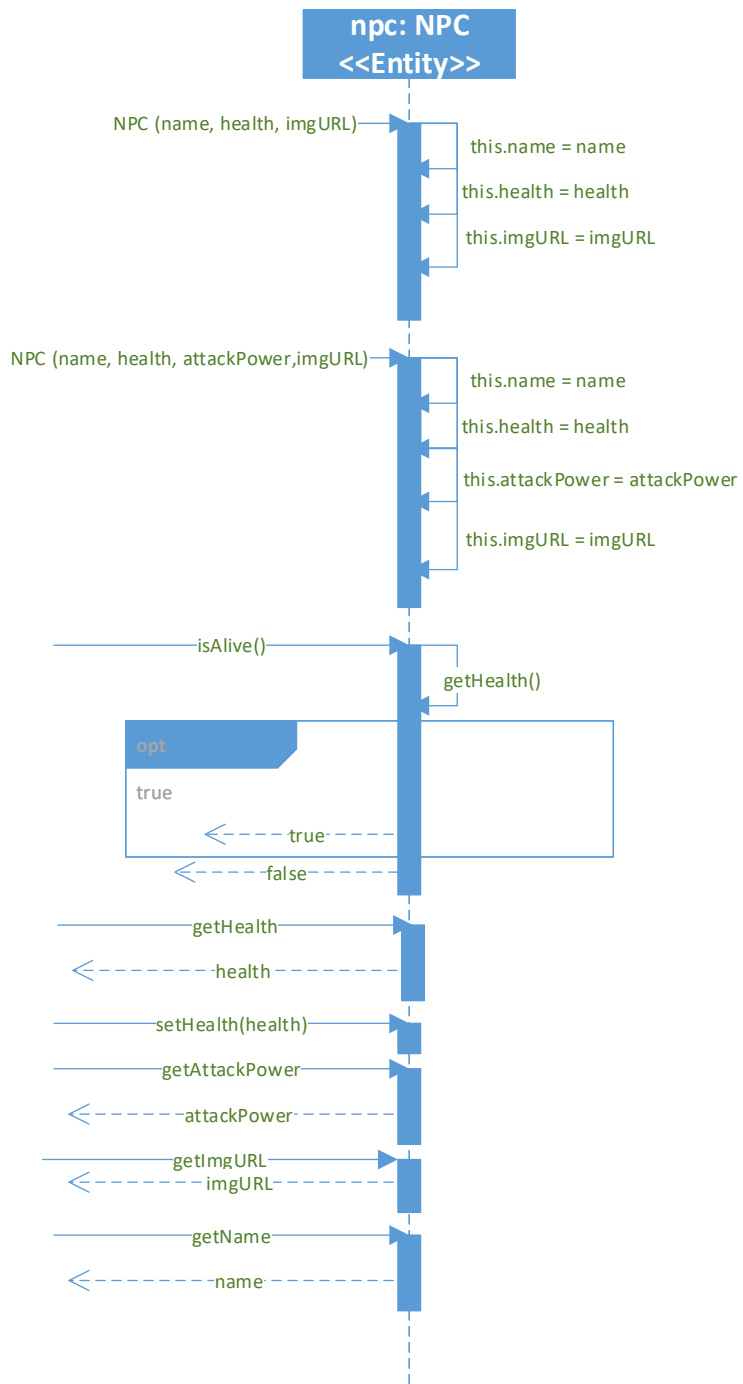 npc: NPC
<<Entity>>
NPC (name, health, imgURL)
this.name = name
this.health = health
this.imgURL = imgURL
NPC (name, health, attackPower,imgURL)
this.name = name
this.health = health
this.attackPower = attackPower
this.imgURL = imgURL
isAlive()
getHealth()
opt
true
true
false
getHealth
health
setHealth(health)
getAttackPower
attackPower
getImgURL
imgURL
getName
name